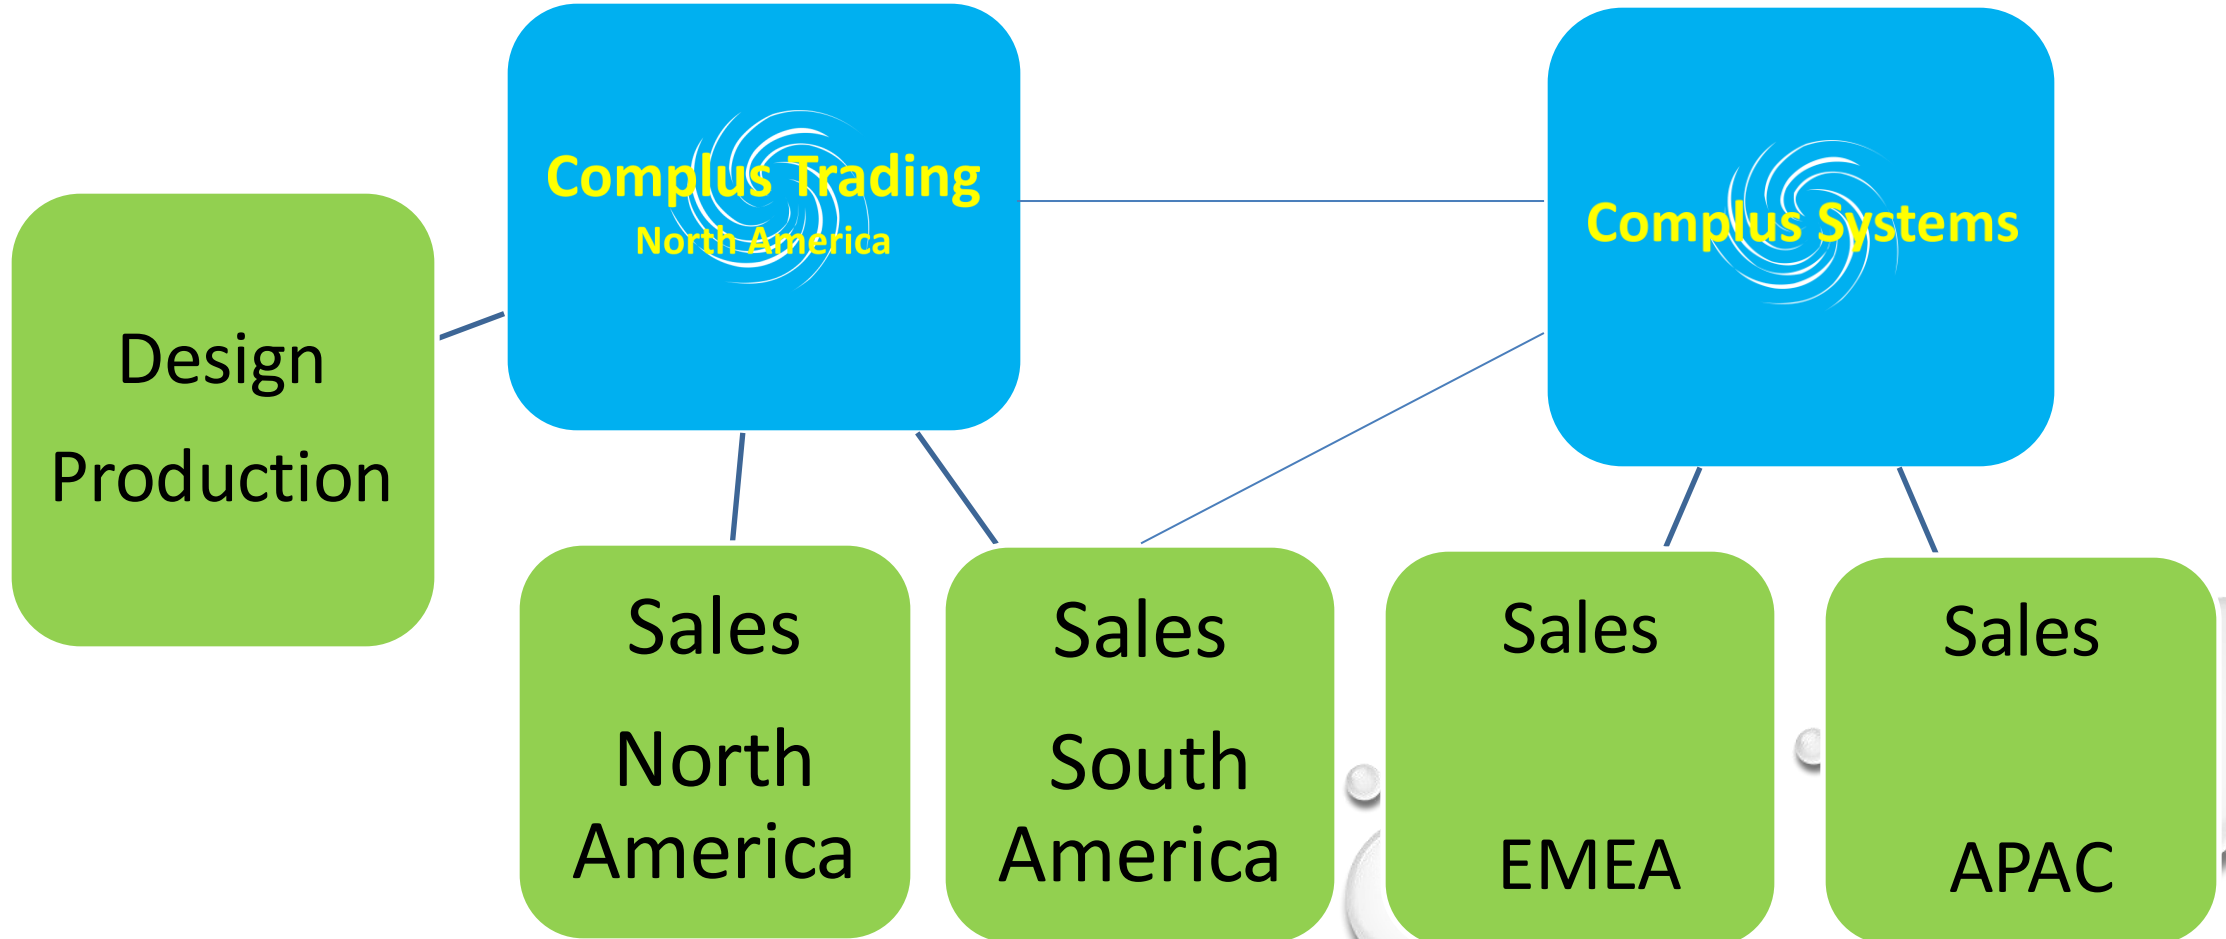 Complus Trading
North America
Complus Systems
Design
Production
Sales
North
America
Sales
South
America
Sales
EMEA
Sales
APAC